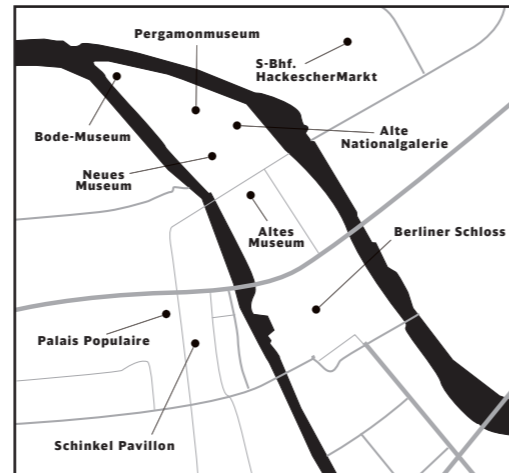 Pergamonmuseum
S-Bhf.
HackescherMarkt
Bode-Museum
Alte
Nationalgalerie
Neues
Museum
Altes
Museum
Berliner Schloss
Palais Populaire
Schinkel Pavillon